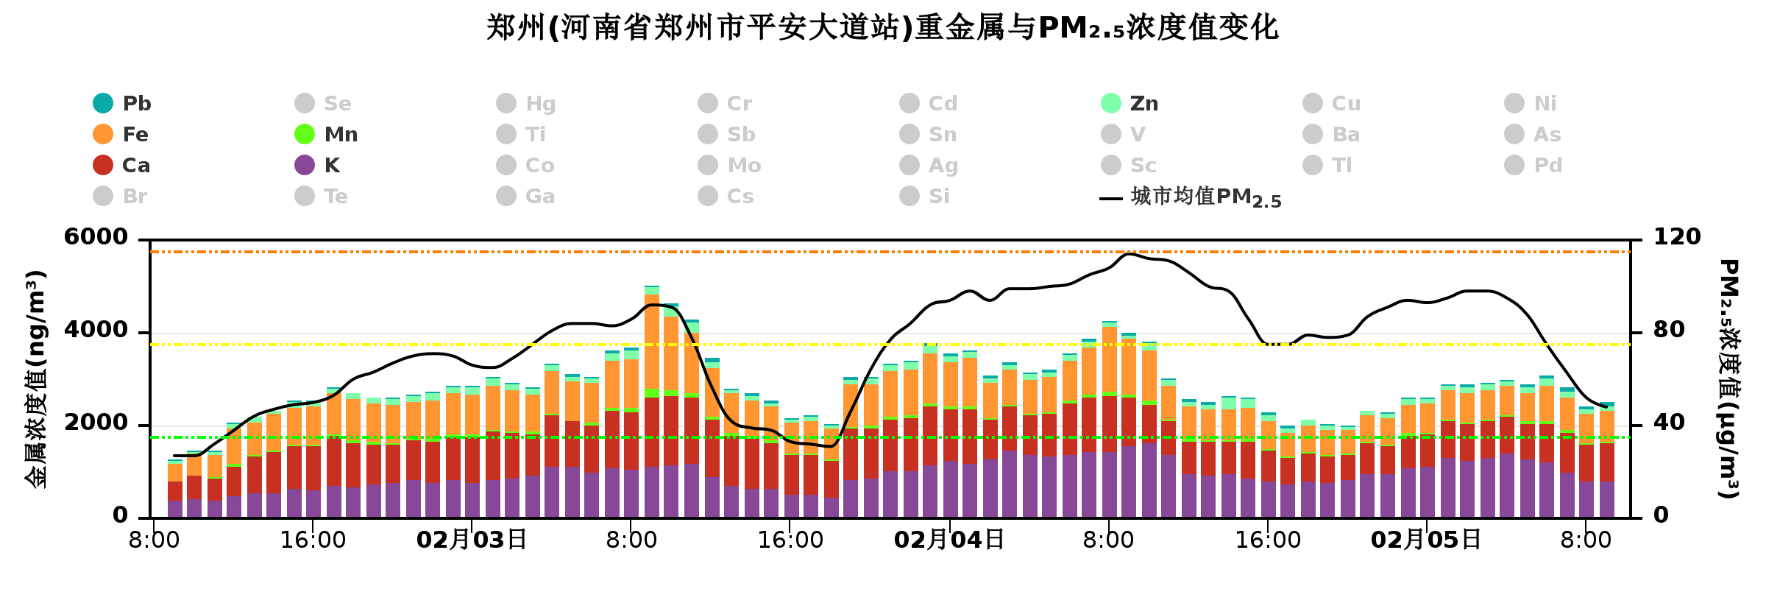 郑州(河南省郑州市平安大道站)重金属与PM₂.₅浓度值变化
Pb Se Hg Cr Cd Zn Cu Ni
Fe Mn Ti Sb Sn V Ba As
Ca K Co Mo Ag Sc Tl Pd
Br Te Ga Cs Si 城市均值PM₂.₅
6000 120
4000 80
2000 40
0 0
金属浓度值(ng/m³)
PM₂.₅浓度值(μg/m³)
8:00 16:00 02月03日 8:00 16:00 02月04日 8:00 16:00 02月05日 8:00